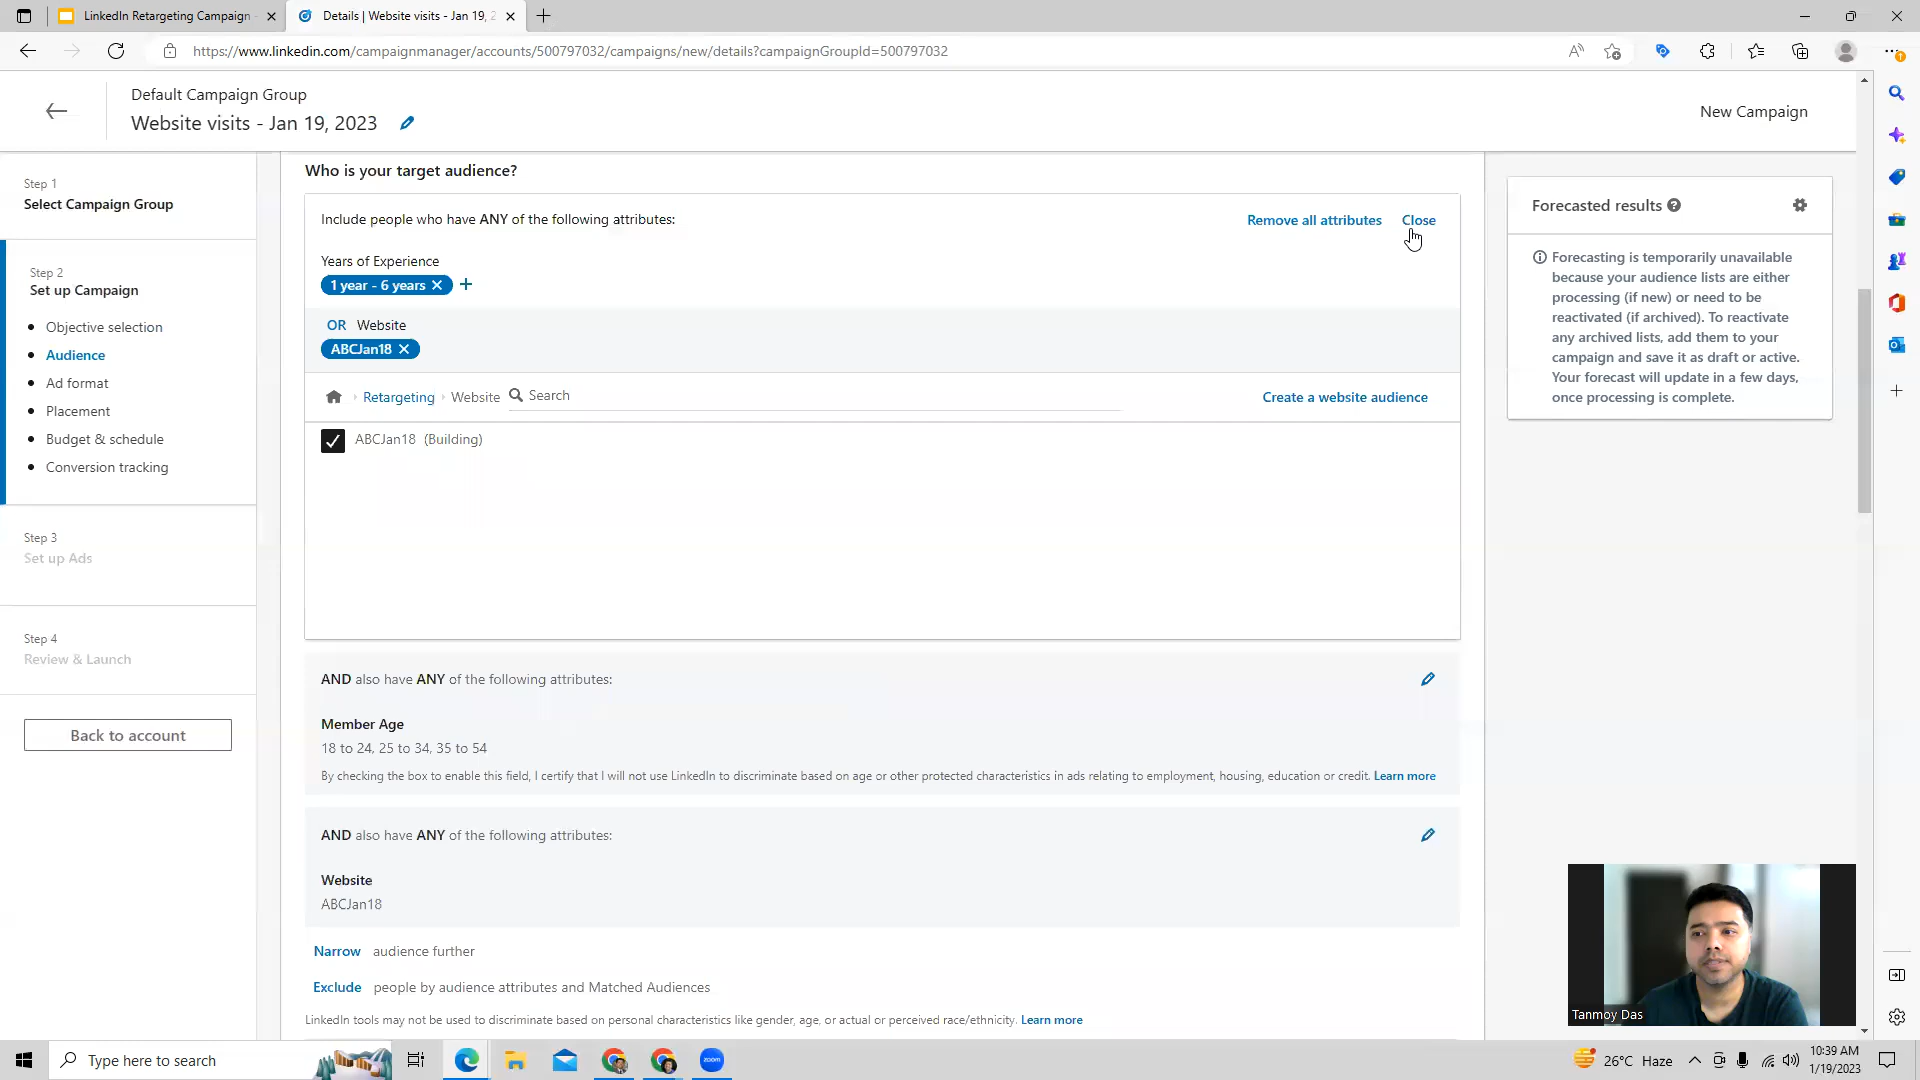 LinkedIn Retargeting Campaign
Details | Website visits - Jan 19, 2
https://www.linkedin.com/campaignmanager/accounts/500797032/campaigns/new/details?campaignGroupId=500797032
Default Campaign Group
Website visits - Jan 19, 2023
New Campaign
Step 1
Select Campaign Group
Step 2
Set up Campaign
Objective selection
Audience
Ad format
Placement
Budget & schedule
Conversion tracking
Step 3
Set up Ads
Step 4
Review & Launch
Back to account
Who is your target audience?
Include people who have ANY of the following attributes:
Remove all attributes Close
Years of Experience
1 year - 6 years
OR Website
ABCJan18
Retargeting Website Search Create a website audience
ABCJan18 (Building)
AND also have ANY of the following attributes:
Member Age
18 to 24, 25 to 34, 35 to 54
By checking the box to enable this field, I certify that I will not use LinkedIn to discriminate based on age or other protected characteristics in ads relating to employment, housing, education or credit. Learn more
AND also have ANY of the following attributes:
Website
ABCJan18
Narrow audience further
Exclude people by audience attributes and Matched Audiences
LinkedIn tools may not be used to discriminate based on personal characteristics like gender, age, or actual or perceived race/ethnicity. Learn more
Forecasted results
Forecasting is temporarily unavailable
because your audience lists are either
processing (if new) or need to be
reactivated (if archived). To reactivate
any archived lists, add them to your
campaign and save it as draft or active.
Your forecast will update in a few days,
once processing is complete.
Tanmoy Das
Type here to search
zoom
26°C Haze
10:39 AM
1/19/2023